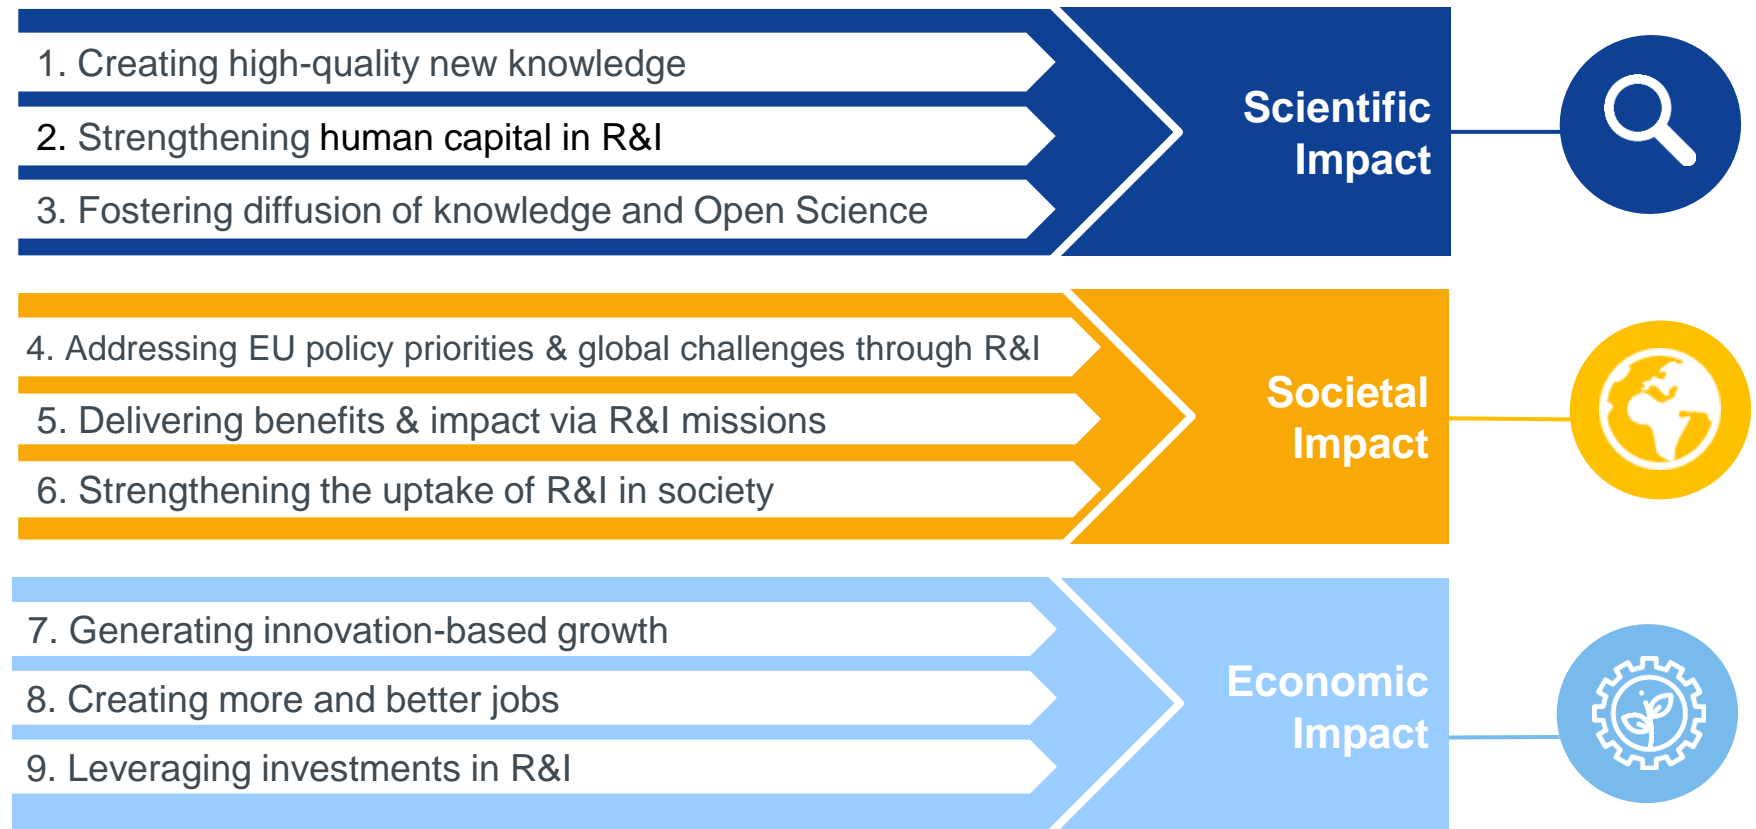 1. Creating high-quality new knowledge
2. Strengthening human capital in R&I
3. Fostering diffusion of knowledge and Open Science
Scientific
Impact
4. Addressing EU policy priorities & global challenges through R&I
5. Delivering benefits & impact via R&I missions
6. Strengthening the uptake of R&I in society
Societal
Impact
7. Generating innovation-based growth
8. Creating more and better jobs
9. Leveraging investments in R&I
Economic
Impact